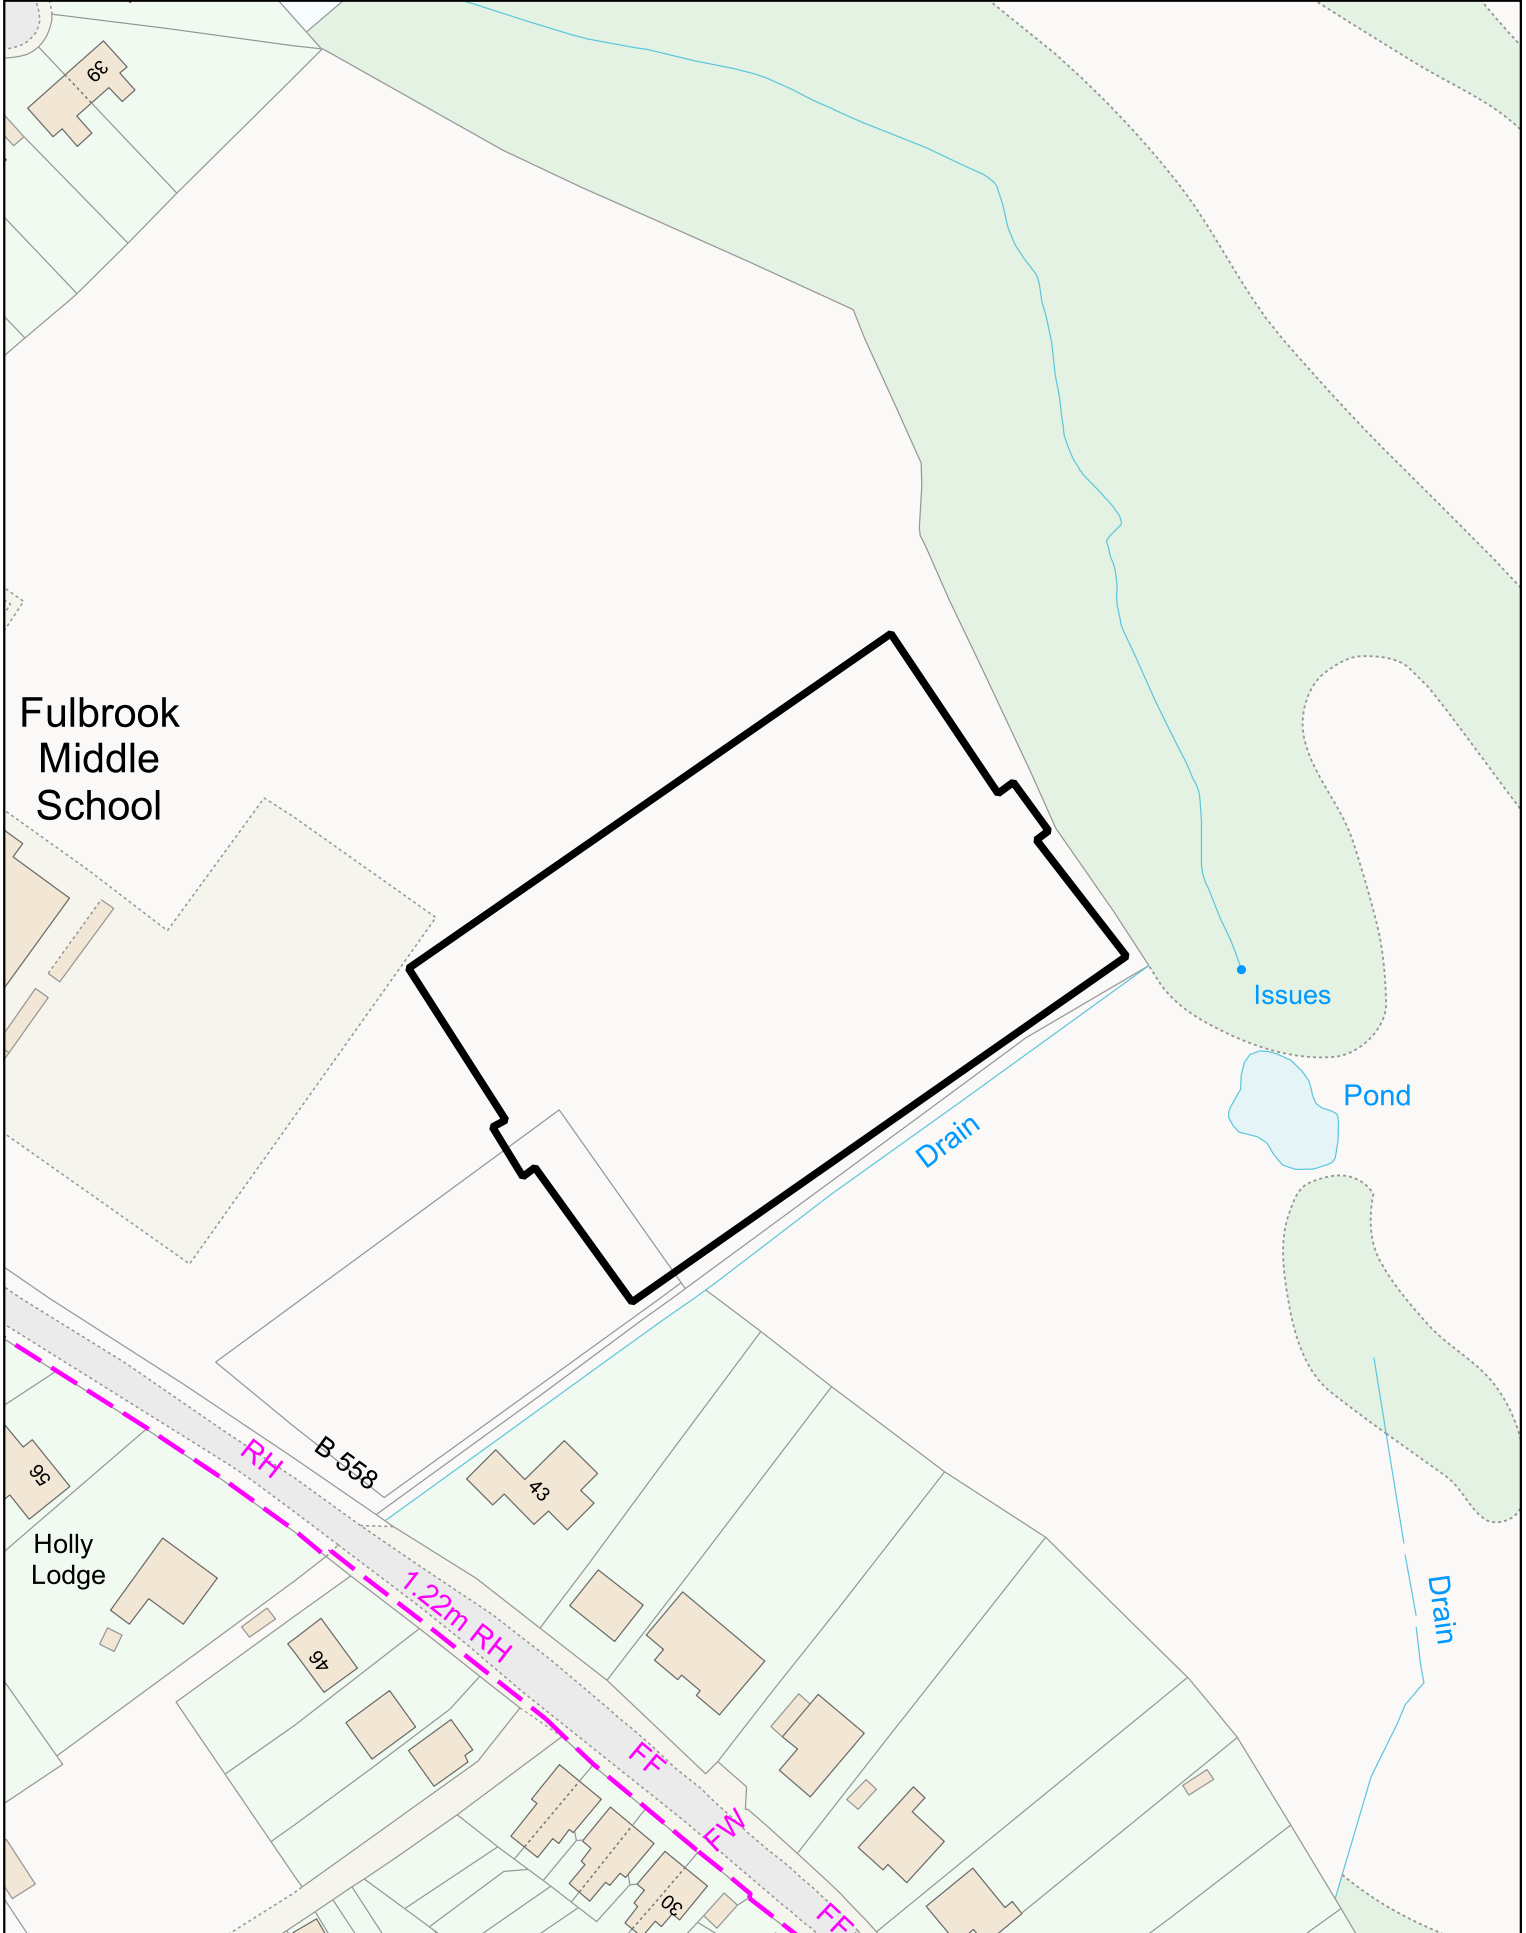 39
Fulbrook
Middle
School
Issues
Pond
Drain
RH
B 558
56
43
Holly
Lodge
1.22m RH
Drain
46
FF
FW
30
FF